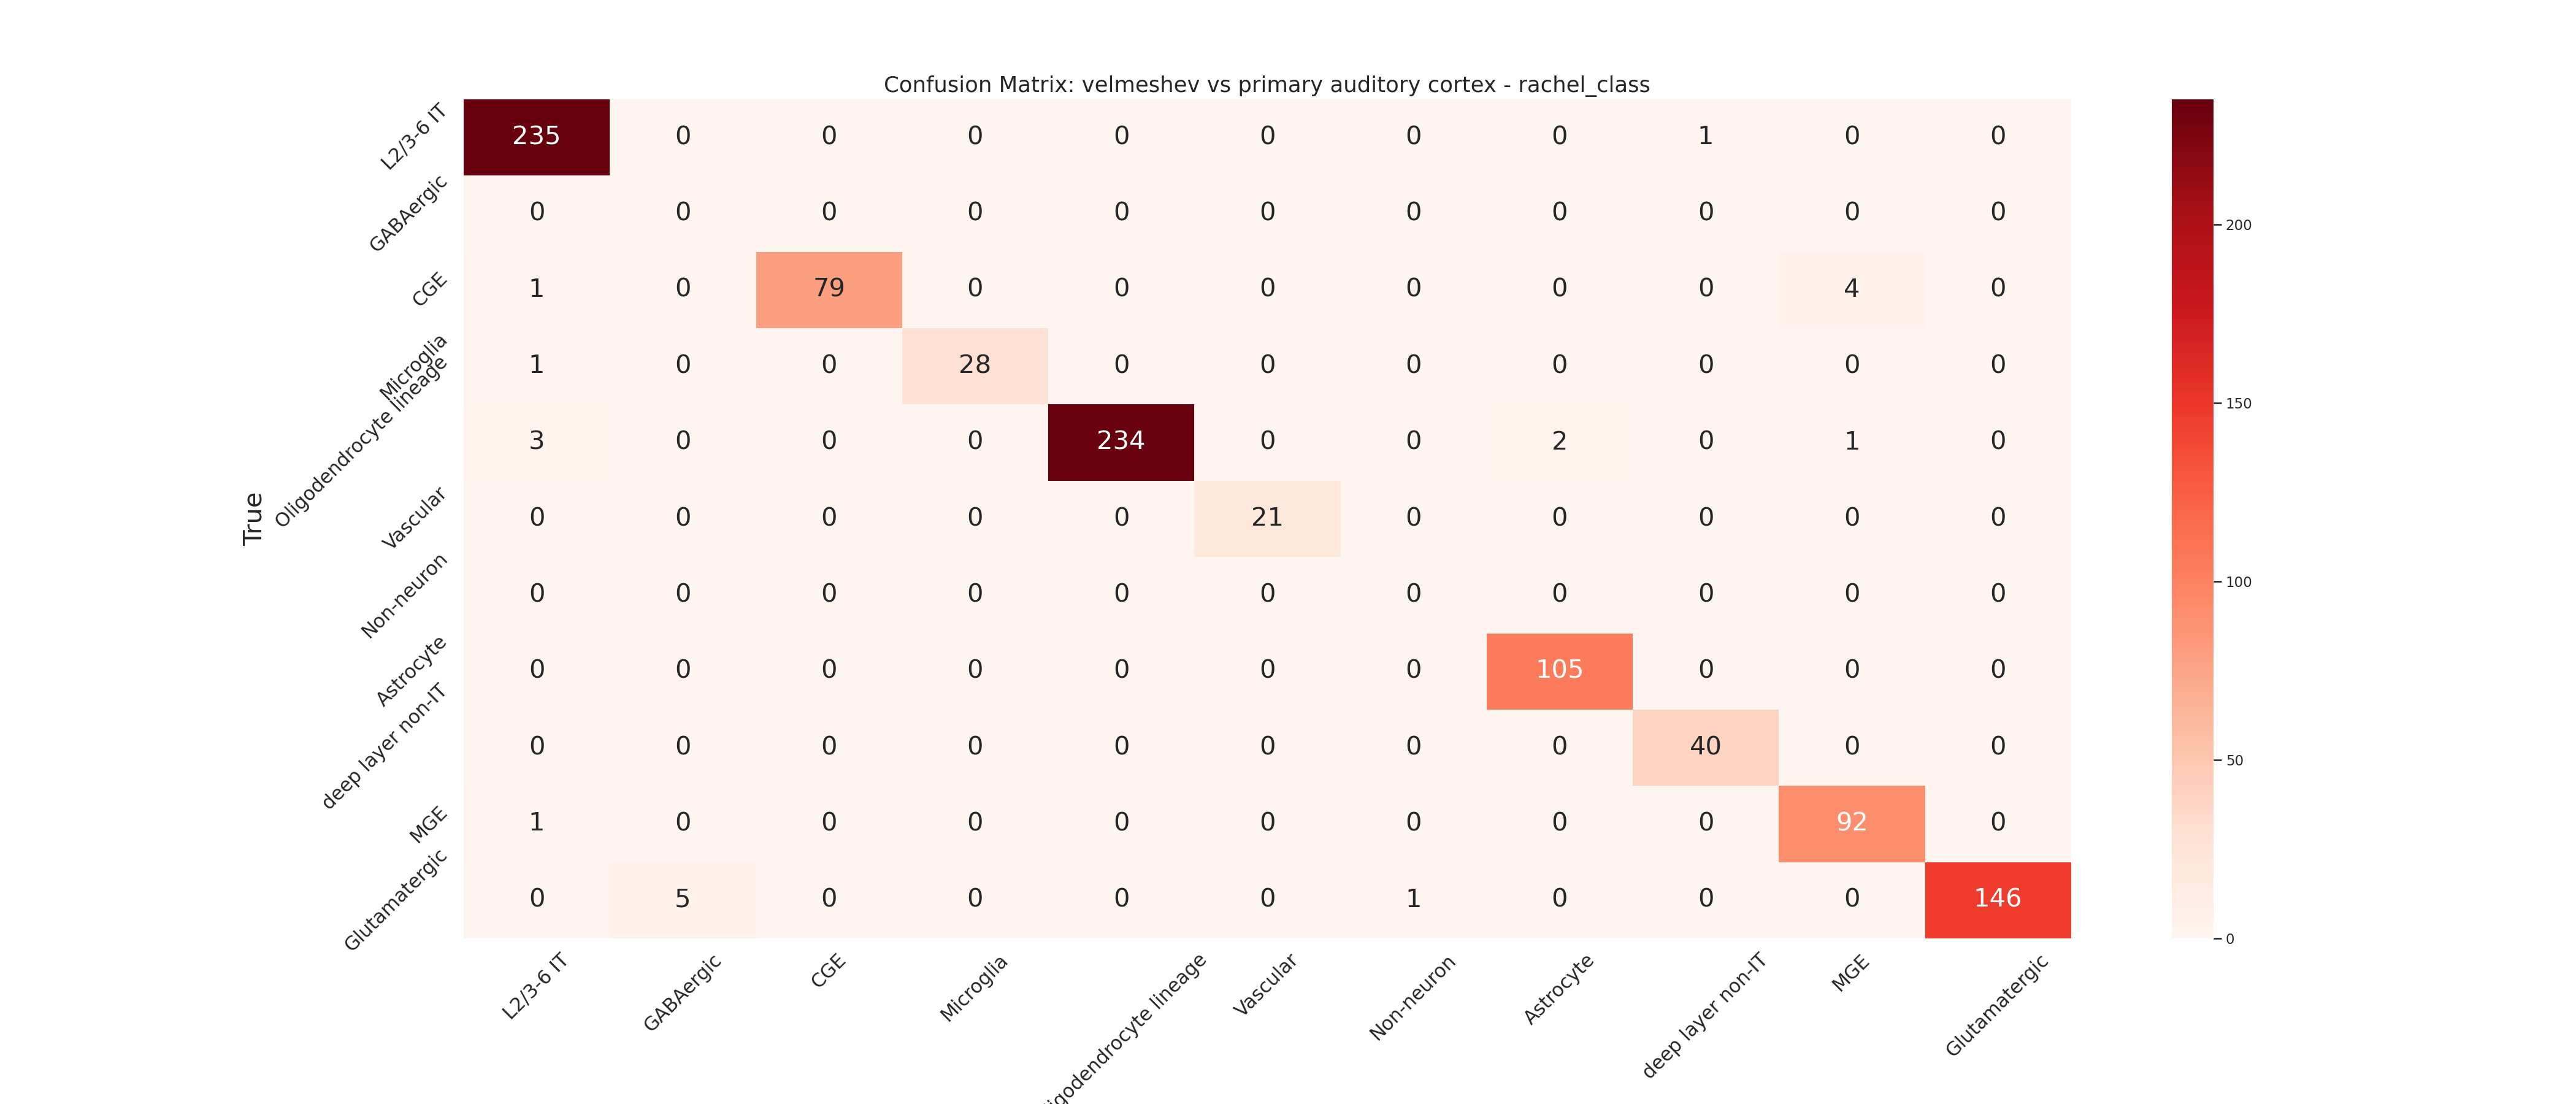 Confusion Matrix: velmeshev vs primary auditory cortex - rachel_class
True
L2/3-6 IT 235 0 0 0 0 0 0 0 1 0 0
GABAergic 0 0 0 0 0 0 0 0 0 0 0
CGE 1 0 79 0 0 0 0 0 0 4 0
Microglia 1 0 0 28 0 0 0 0 0 0 0
Oligodendrocyte lineage 3 0 0 0 234 0 0 2 0 1 0
Vascular 0 0 0 0 0 21 0 0 0 0 0
Non-neuron 0 0 0 0 0 0 0 0 0 0 0
Astrocyte 0 0 0 0 0 0 0 105 0 0 0
deep layer non-IT 0 0 0 0 0 0 0 0 40 0 0
MGE 1 0 0 0 0 0 0 0 0 92 0
Glutamatergic 0 5 0 0 0 0 1 0 0 0 146
L2/3-6 IT
GABAergic
CGE
Microglia
igodendrocyte lineage
Vascular
Non-neuron
Astrocyte
deep layer non-IT
MGE
Glutamatergic
200
150
100
50
0